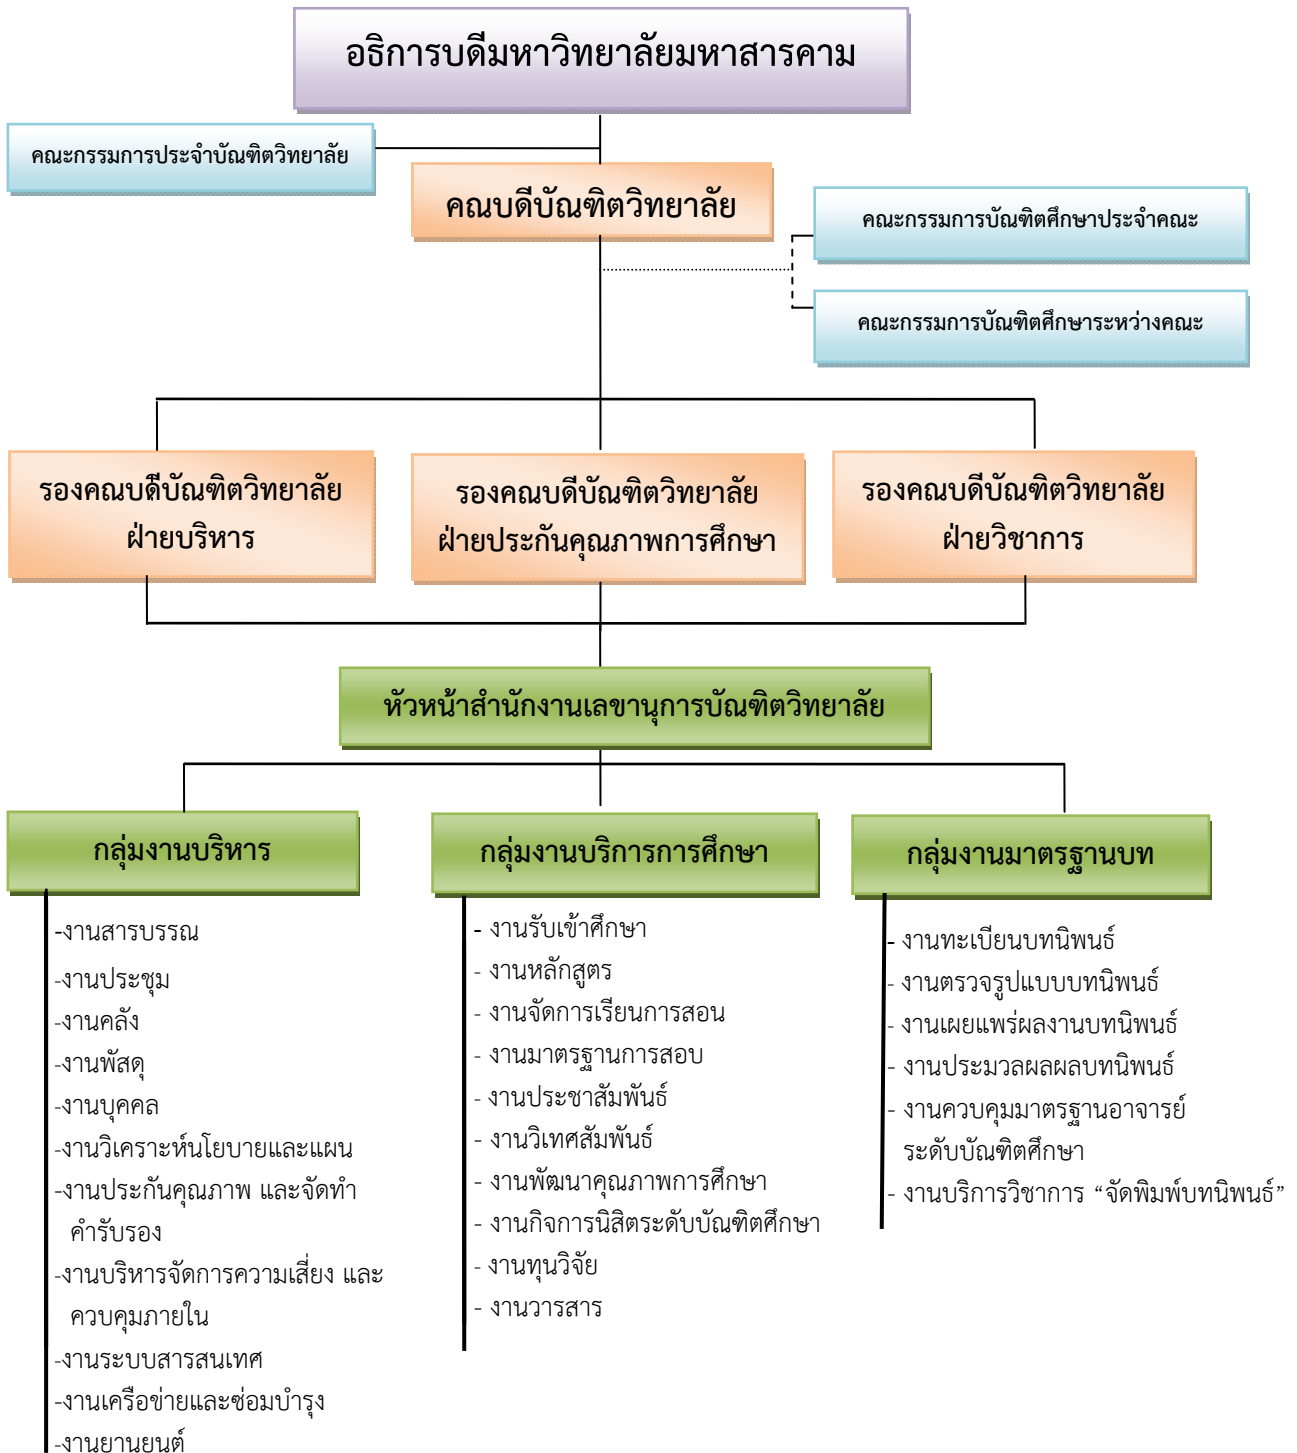 อธิการบดีมหาวิทยาลัยมหาสารคาม
คณะกรรมการประจำบัณฑิตวิทยาลัย
คณบดีบัณฑิตวิทยาลัย
คณะกรรมการบัณฑิตศึกษาประจำคณะ
คณะกรรมการบัณฑิตศึกษาระหว่างคณะ
รองคณบดีบัณฑิตวิทยาลัย
ฝ่ายบริหาร
รองคณบดีบัณฑิตวิทยาลัย
ฝ่ายประกันคุณภาพการศึกษา
รองคณบดีบัณฑิตวิทยาลัย
ฝ่ายวิชาการ
หัวหน้าสำนักงานเลขานุการบัณฑิตวิทยาลัย
กลุ่มงานบริหาร
-งานสารบรรณ
-งานประชุม
-งานคลัง
-งานพัสดุ
-งานบุคคล
-งานวิเคราะห์นโยบายและแผน
-งานประกันคุณภาพ และจัดทำ
คำรับรอง
-งานบริหารจัดการความเสี่ยง และ
ควบคุมภายใน
-งานระบบสารสนเทศ
-งานเครือข่ายและซ่อมบำรุง
-งานยานยนต์
กลุ่มงานบริการการศึกษา
- งานรับเข้าศึกษา
- งานหลักสูตร
- งานจัดการเรียนการสอน
- งานมาตรฐานการสอบ
- งานประชาสัมพันธ์
- งานวิเทศสัมพันธ์
- งานพัฒนาคุณภาพการศึกษา
- งานกิจการนิสิตระดับบัณฑิตศึกษา
- งานทุนวิจัย
- งานวารสาร
กลุ่มงานมาตรฐานบท
- งานทะเบียนบทนิพนธ์
- งานตรวจรูปแบบบทนิพนธ์
- งานเผยแพร่ผลงานบทนิพนธ์
- งานประมวลผลผลบทนิพนธ์
- งานควบคุมมาตรฐานอาจารย์
ระดับบัณฑิตศึกษา
- งานบริการวิชาการ “จัดพิมพ์บทนิพนธ์”